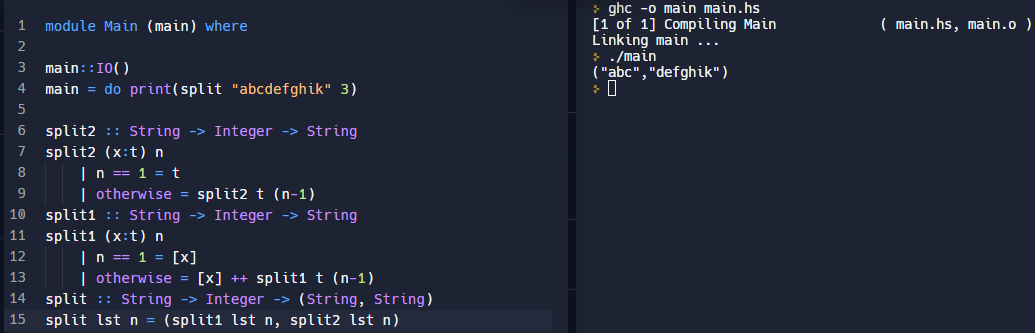 1 module Main (main) where
2
3 main::IO()
4 main = do print(split "abcdefghik" 3)
5
6 split2 :: String -> Integer -> String
7 split2 (x:t) n
8 | n == 1 = t
9 | otherwise = split2 t (n-1)
10 split1 :: String -> Integer -> String
11 split1 (x:t) n
12 | n == 1 = [x]
13 | otherwise = [x] ++ split1 t (n-1)
14 split :: String -> Integer -> (String, String)
15 split lst n = (split1 lst n, split2 lst n)
ghc -o main main.hs
[1 of 1] Compiling Main ( main.hs, main.o )
Linking main ...
./main
("abc","defghik")